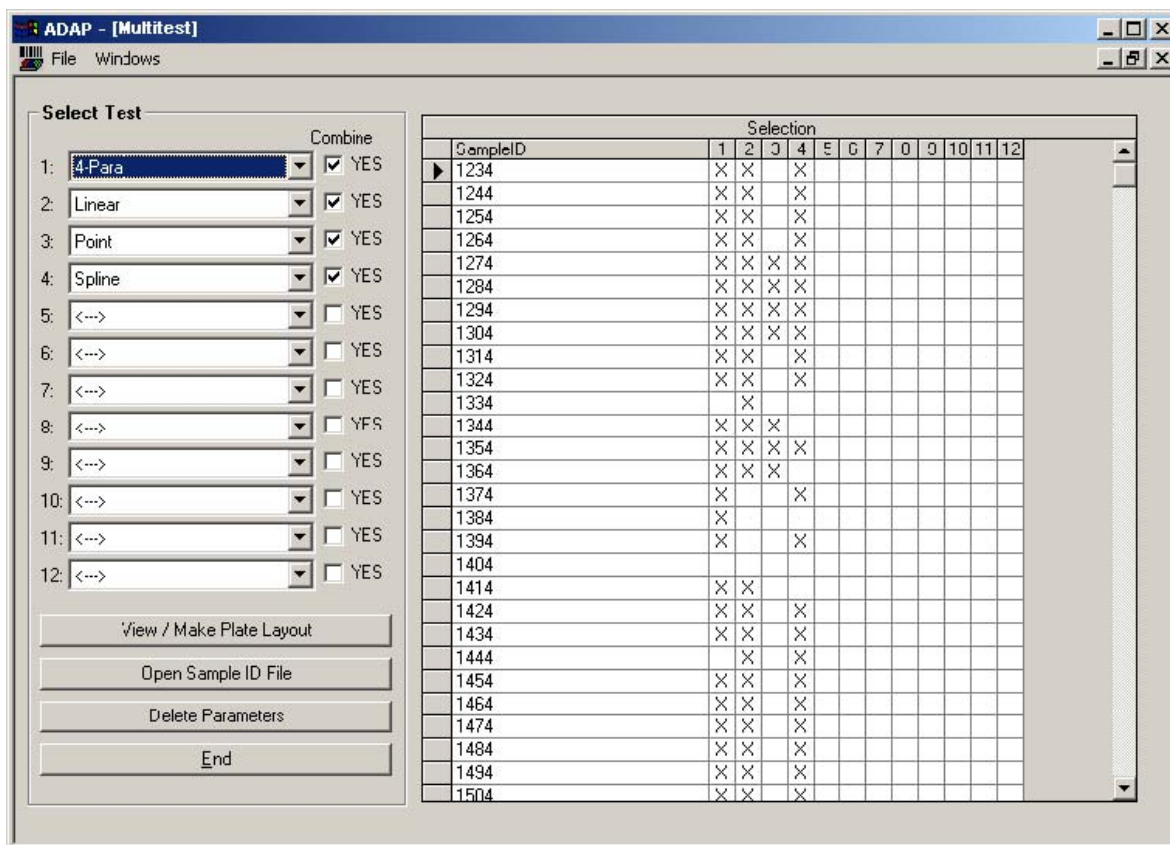 ADAP - [Multitest]
File Windows
Select Test
Combine
1: 4-Para YES
2: Linear YES
3: Point YES
4: Spline YES
5: <---> YES
6: <---> YES
7: <---> YES
8: <---> YES
9: <---> YES
10: <---> YES
11: <---> YES
12: <---> YES
View / Make Plate Layout
Open Sample ID File
Delete Parameters
End
Selection
SampleID 1 2 3 4 5 6 7 8 9 10 11 12
1234 X X X
1244 X X X
1254 X X X
1264 X X X
1274 X X X X
1284 X X X X
1294 X X X X
1304 X X X X
1314 X X X
1324 X X X
1334 X
1344 X X X
1354 X X X X
1364 X X X
1374 X X
1384 X
1394 X X
1404
1414 X X
1424 X X X
1434 X X X
1444 X X
1454 X X X
1464 X X X
1474 X X X
1484 X X X
1494 X X X
1504 X X X